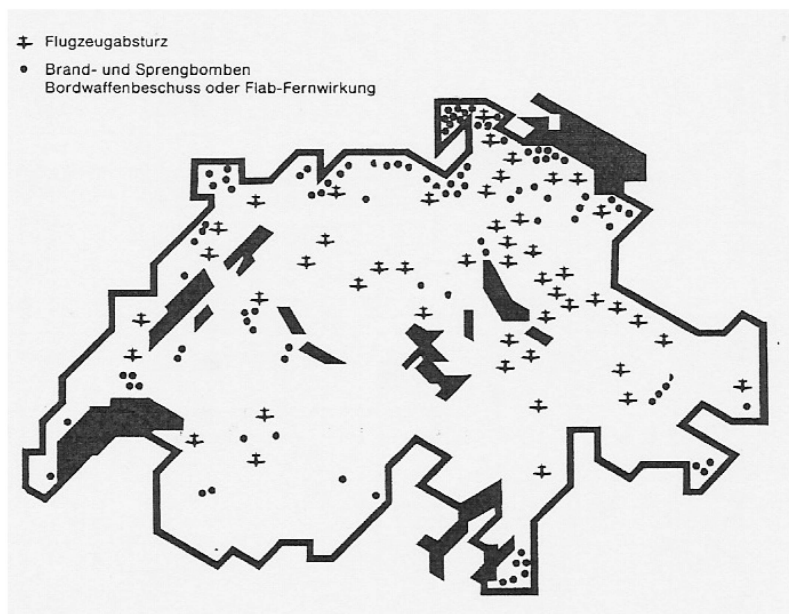 Flugzeugabsturz
Brand- und Sprengbomben
Bordwaffenbeschuss oder Flab-Fernwirkung